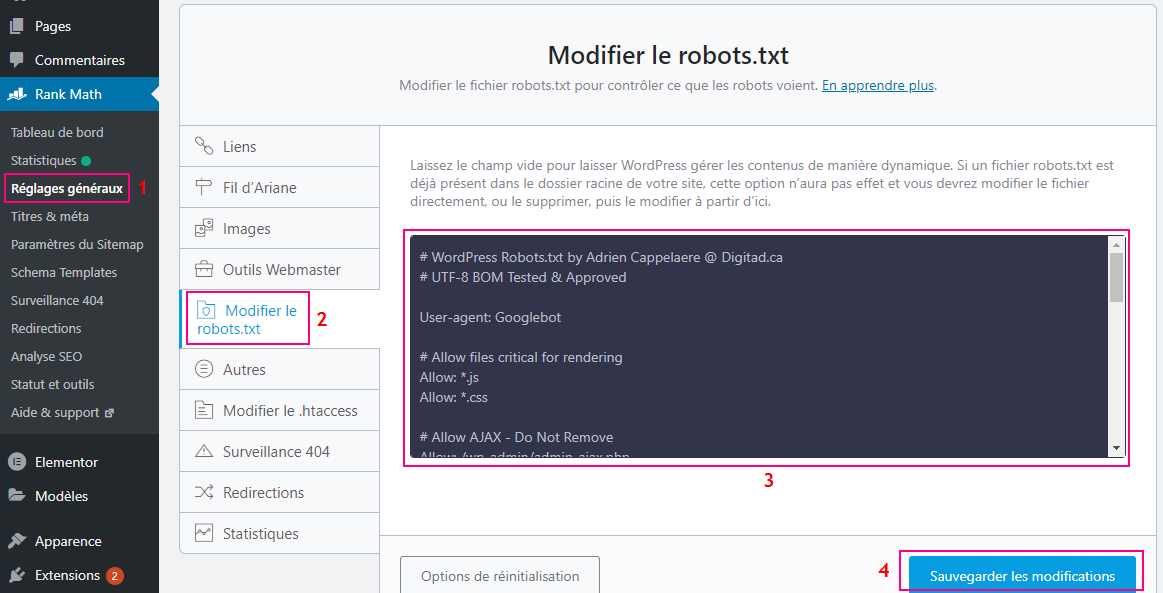 Pages
Commentaires
Rank Math
Tableau de bord
Statistiques
Réglages généraux 1
Titres & méta
Paramètres du Sitemap
Schema Templates
Surveillance 404
Redirections
Analyse SEO
Statut et outils
Aide & support
Elementor
Modèles
Apparence
Extensions 2
Modifier le robots.txt
Modifier le fichier robots.txt pour contrôler ce que les robots voient. En apprendre plus.
Liens
Fil d’Ariane
Images
Outils Webmaster
Modifier le
robots.txt
2
Autres
Modifier le .htaccess
Surveillance 404
Redirections
Statistiques
Laissez le champ vide pour laisser WordPress gérer les contenus de manière dynamique. Si un fichier robots.txt est
déjà présent dans le dossier racine de votre site, cette option n’aura pas effet et vous devrez modifier le fichier
directement, ou le supprimer, puis le modifier à partir d’ici.
# WordPress Robots.txt by Adrien Cappelaere @ Digitad.ca
# UTF-8 BOM Tested & Approved
User-agent: Googlebot
# Allow files critical for rendering
Allow: *.js
Allow: *.css
# Allow AJAX - Do Not Remove
Allow: /wp-admin/admin-ajax.php
3
Options de réinitialisation
4
Sauvegarder les modifications